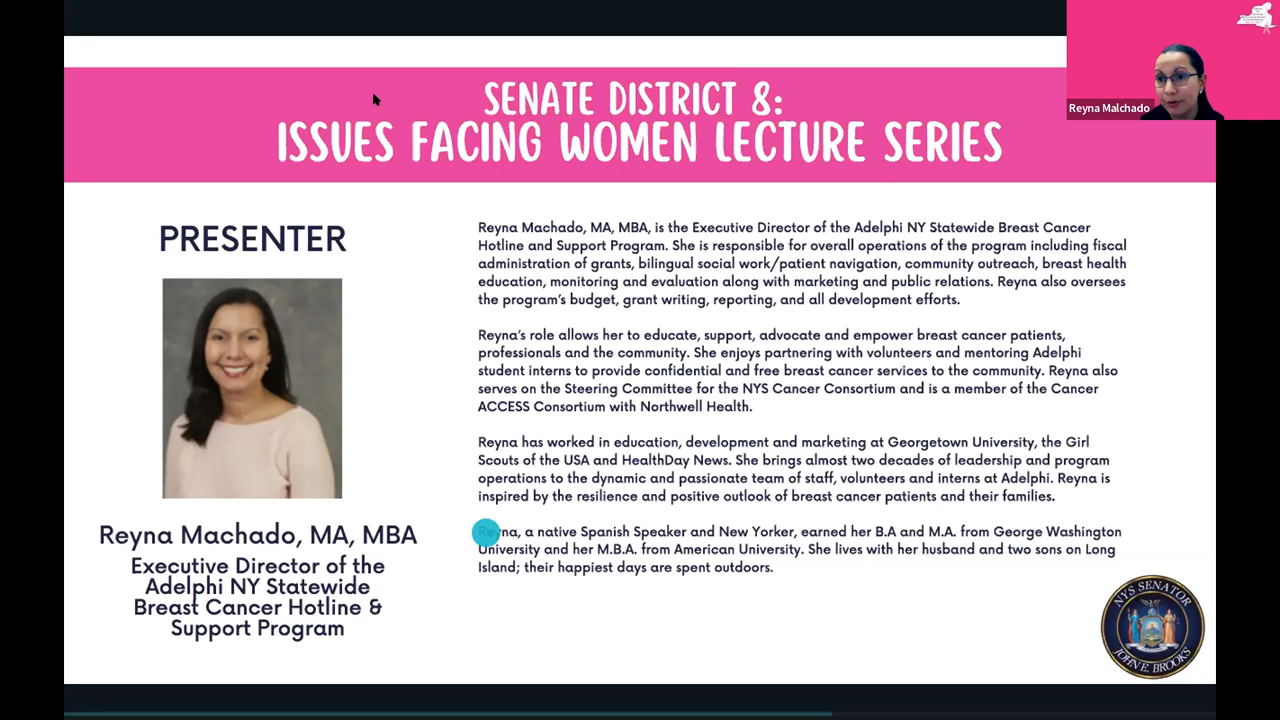 SENATE DISTRICT 8:
ISSUES FACING WOMEN LECTURE SERIES
Reyna Malchado
PRESENTER
Reyna Machado, MA, MBA
Executive Director of the
Adelphi NY Statewide
Breast Cancer Hotline &
Support Program
Reyna Machado, MA, MBA, is the Executive Director of the Adelphi NY Statewide Breast Cancer
Hotline and Support Program. She is responsible for overall operations of the program including fiscal
administration of grants, bilingual social work/patient navigation, community outreach, breast health
education, monitoring and evaluation along with marketing and public relations. Reyna also oversees
the program's budget, grant writing, reporting, and all development efforts.
Reyna's role allows her to educate, support, advocate and empower breast cancer patients,
professionals and the community. She enjoys partnering with volunteers and mentoring Adelphi
student interns to provide confidential and free breast cancer services to the community. Reyna also
serves on the Steering Committee for the NYS Cancer Consortium and is a member of the Cancer
ACCESS Consortium with Northwell Health.
Reyna has worked in education, development and marketing at Georgetown University, the Girl
Scouts of the USA and HealthDay News. She brings almost two decades of leadership and program
operations to the dynamic and passionate team of staff, volunteers and interns at Adelphi. Reyna is
inspired by the resilience and positive outlook of breast cancer patients and their families.
Reyna, a native Spanish Speaker and New Yorker, earned her B.A and M.A. from George Washington
University and her M.B.A. from American University. She lives with her husband and two sons on Long
Island; their happiest days are spent outdoors.
NYS SENATOR
JOHN E. BROOKS